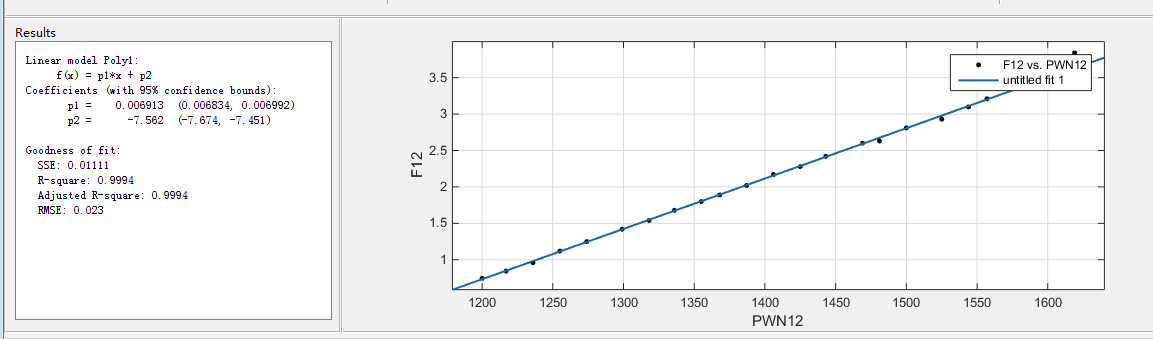 Results
Linear model Poly1:
f(x) = p1*x + p2
Coefficients (with 95% confidence bounds):
p1 = 0.006913 (0.006834, 0.006992)
p2 = -7.562 (-7.674, -7.451)
Goodness of fit:
SSE: 0.01111
R-square: 0.9994
Adjusted R-square: 0.9994
RMSE: 0.023
F12 vs. PWN12
untitled fit 1
3.5
3
2.5
2
1.5
1
F12
1200 1250 1300 1350 1400 1450 1500 1550 1600
PWN12